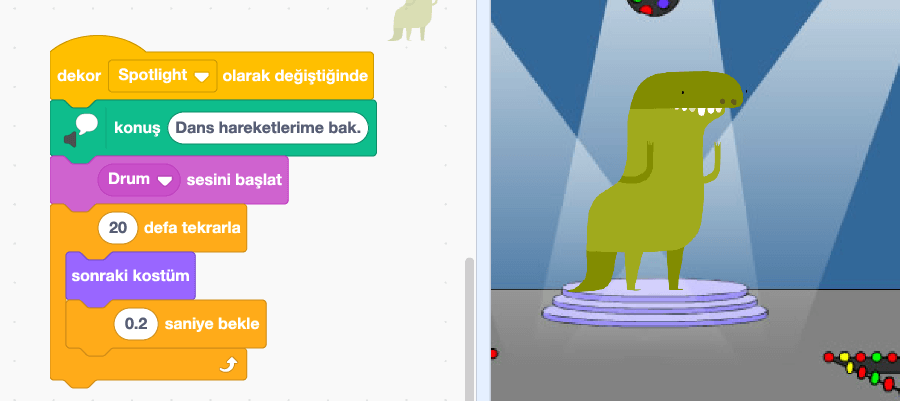 dekor Spotlight olarak değiştiğinde
konuş Dans hareketlerime bak.
Drum sesini başlat
20 defa tekrarla
sonraki kostüm
0.2 saniye bekle